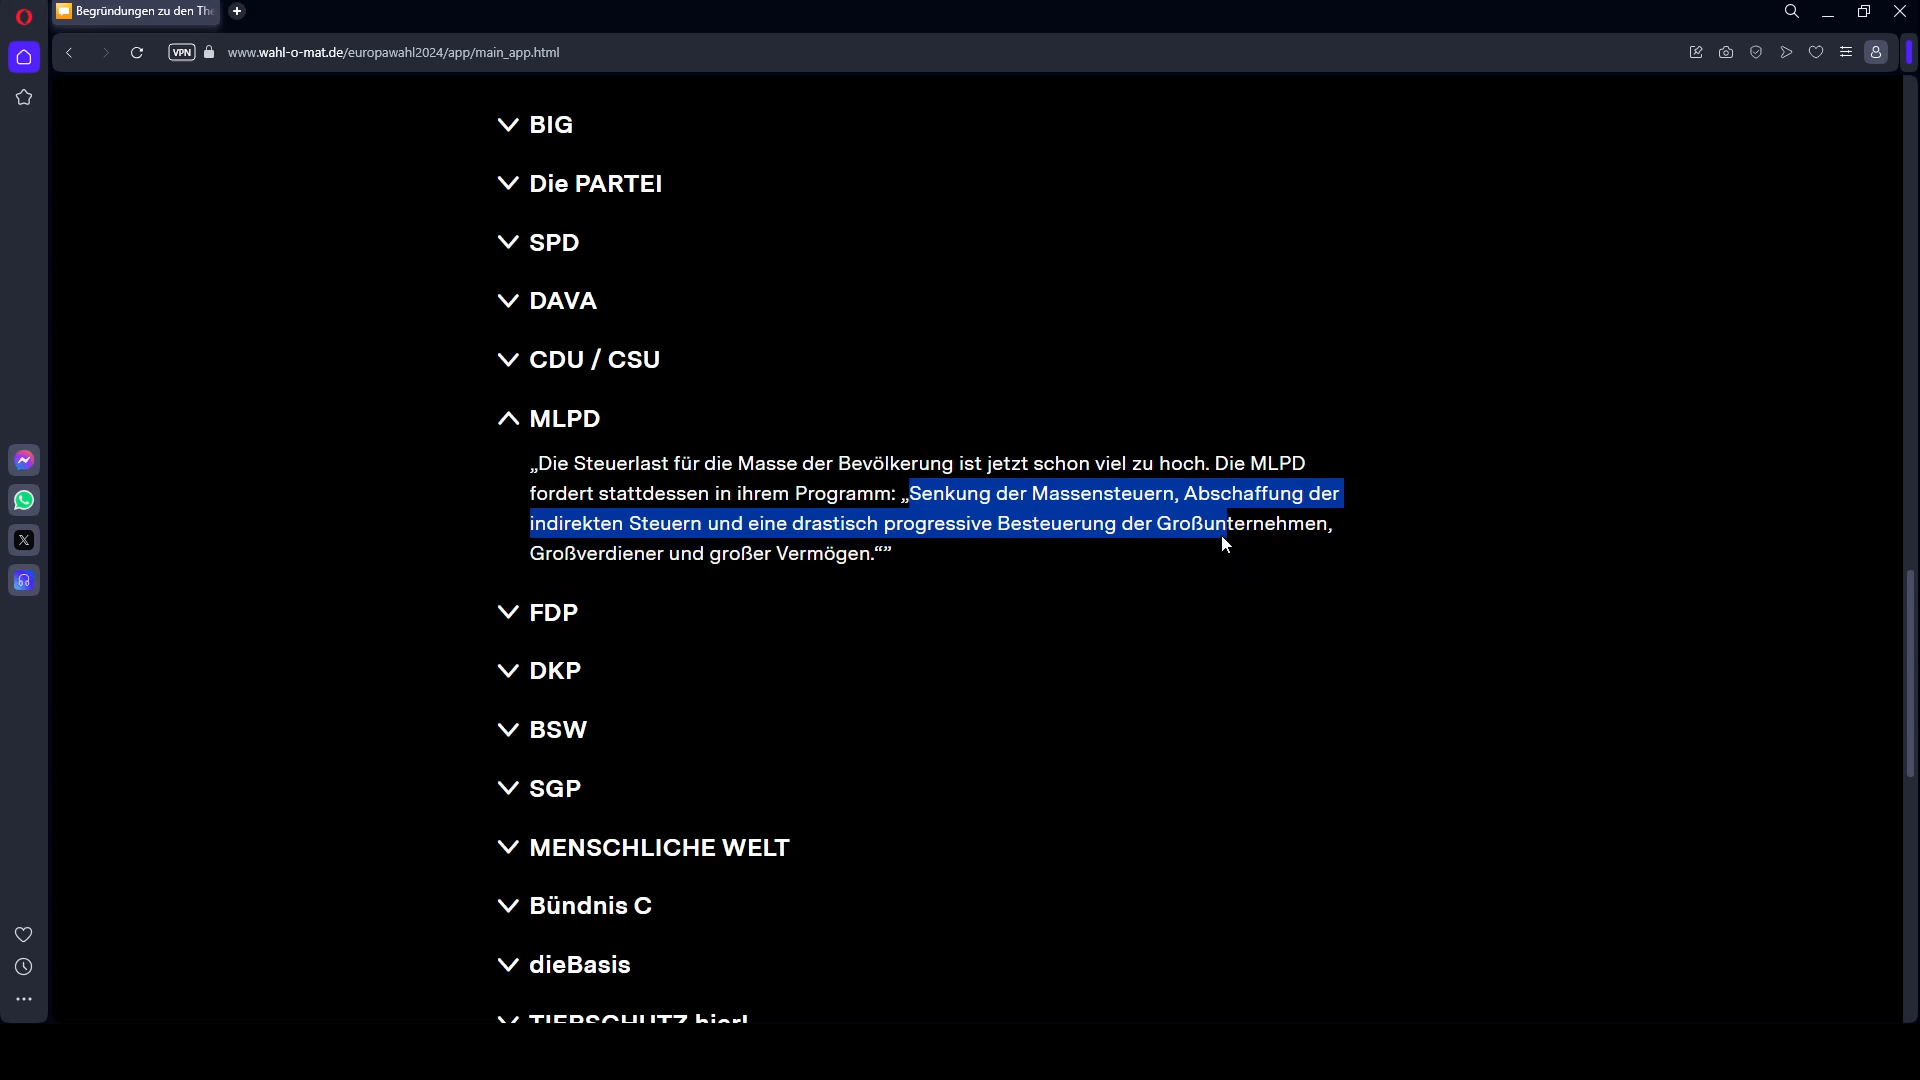 Begründungen zu den Th
VPN
www.wahl-o-mat.de/europawahl2024/app/main_app.html
BIG
Die PARTEI
SPD
DAVA
CDU / CSU
MLPD
„Die Steuerlast für die Masse der Bevölkerung ist jetzt schon viel zu hoch. Die MLPD
fordert stattdessen in ihrem Programm: „Senkung der Massensteuern, Abschaffung der
indirekten Steuern und eine drastisch progressive Besteuerung der Großunternehmen,
Großverdiener und großer Vermögen.“”
FDP
DKP
BSW
SGP
MENSCHLICHE WELT
Bündnis C
dieBasis
TIERSCHUTZ hier!